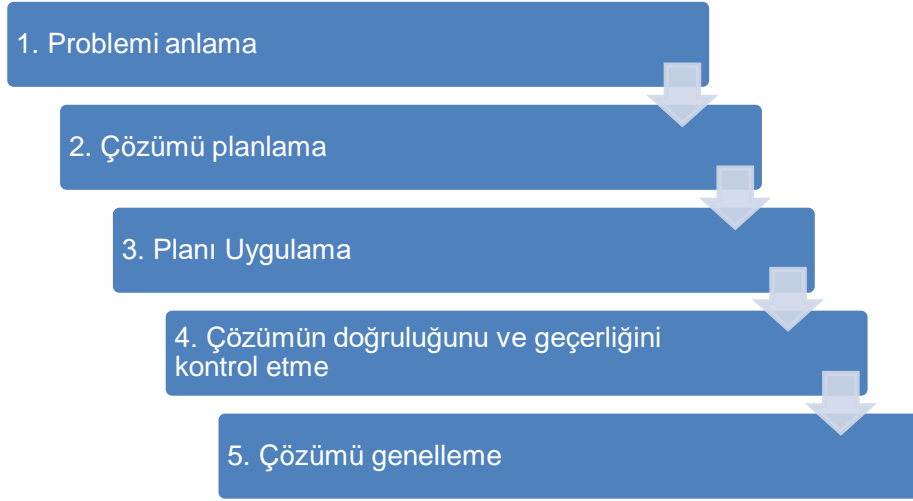 1. Problemi anlama
2. Çözümü planlama
3. Planı Uygulama
4. Çözümün doğruluğunu ve geçerliğini
kontrol etme
5. Çözümü genelleme